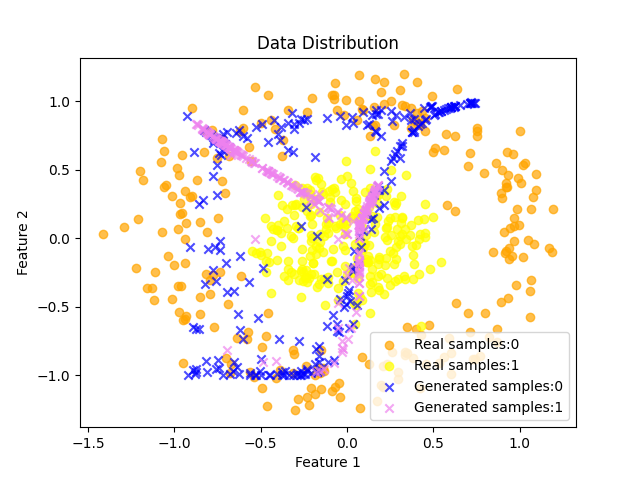 Data Distribution
Feature 2
1.0
0.5
0.0
−0.5
−1.0
Real samples:0
Real samples:1
Generated samples:0
Generated samples:1
−1.5 −1.0 −0.5 0.0 0.5 1.0
Feature 1